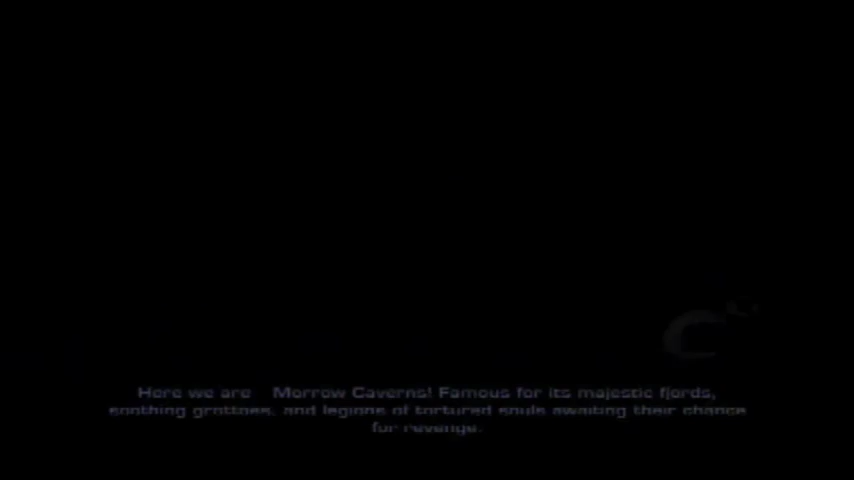 Here we are   Morrow Caverns! Famous for its majestic fjords,
soothing grottoes, and legions of tortured souls awaiting their chance
for revenge.